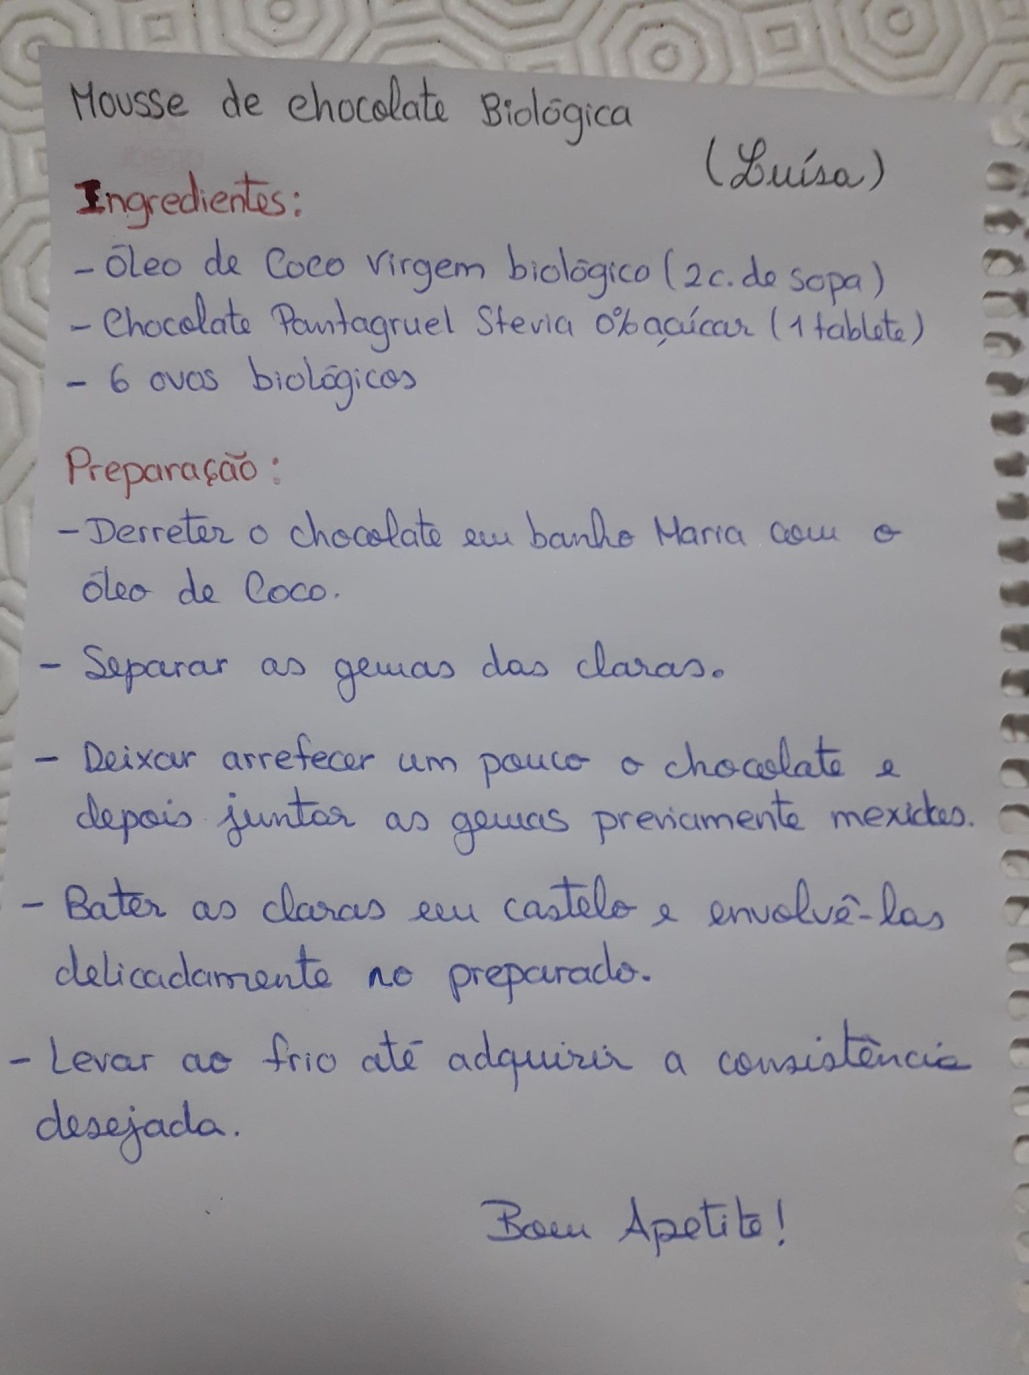 Mousse de chocolate Biológica
(Luísa)
Ingredientes:
- Óleo de Coco virgem biológico (2 c. de sopa)
- Chocolate Pantagruel Stevia 0% açúcar (1 tablete)
- 6 ovos biológicos
Preparação:
- Derreter o chocolate em banho Maria com o
óleo de Coco.
- Separar as gemas das claras.
- Deixar arrefecer um pouco o chocolate e
depois juntar as gemas previamente mexidas.
- Bater as claras em castelo e envolvê-las
delicadamente no preparado.
- Levar ao frio até adquirir a consistência
desejada.
Bom Apetite!